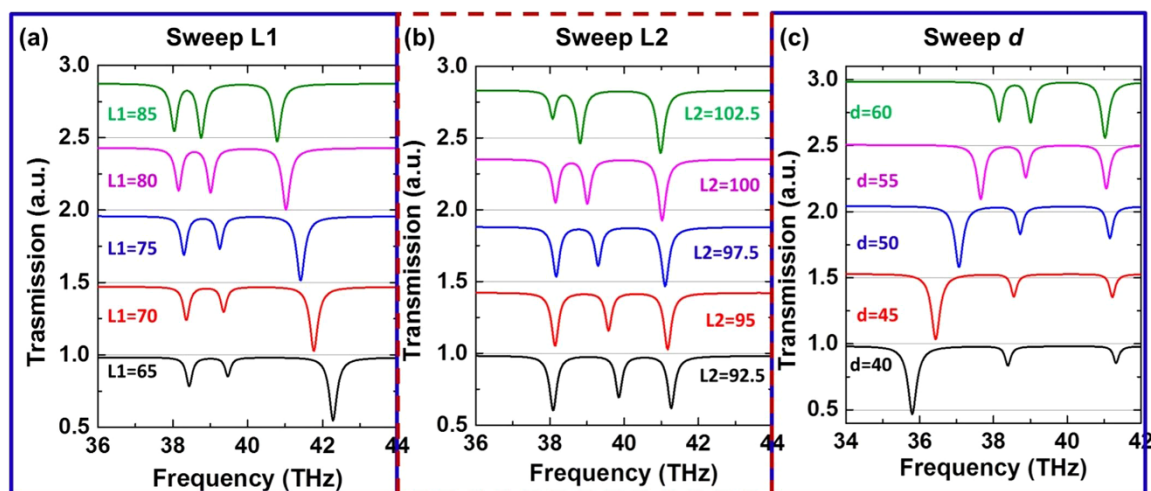 (a) Sweep L1
3.0
2.5
2.0
1.5
1.0
0.5
Trasmission (a.u.)
L1=85
L1=80
L1=75
L1=70
L1=65
36 38 40 42 44
Frequency (THz)
(b) Sweep L2
3.0
2.5
2.0
1.5
1.0
0.5
Transmission (a.u.)
L2=102.5
L2=100
L2=97.5
L2=95
L2=92.5
36 38 40 42 44
Frequency (THz)
(c) Sweep d
3.0
2.5
2.0
1.5
1.0
0.5
Transmission (a.u.)
d=60
d=55
d=50
d=45
d=40
34 36 38 40 42
Frequency (THz)